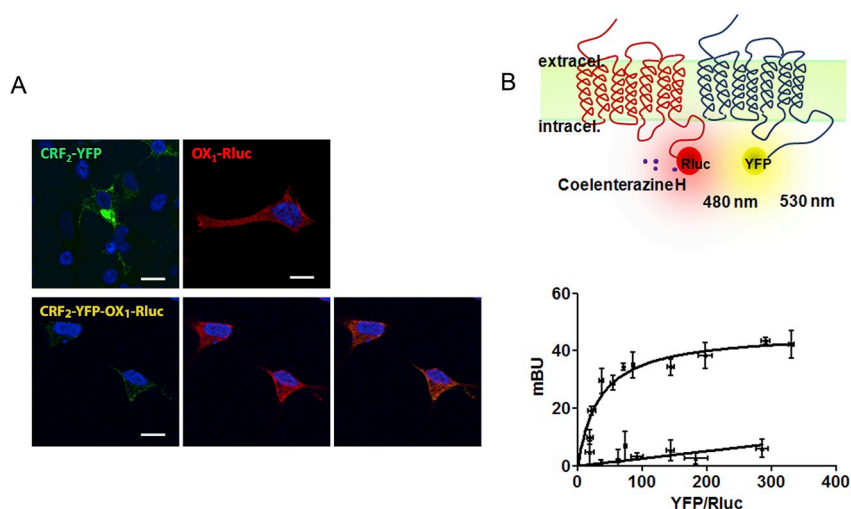 A
CRF2-YFP
OX1-Rluc
CRF2-YFP-OX1-Rluc
B
extracel.
intracel.
Rluc
YFP
Coelenterazine H
480 nm
530 nm
60
40
20
0
mBU
0
100
200
300
400
YFP/Rluc